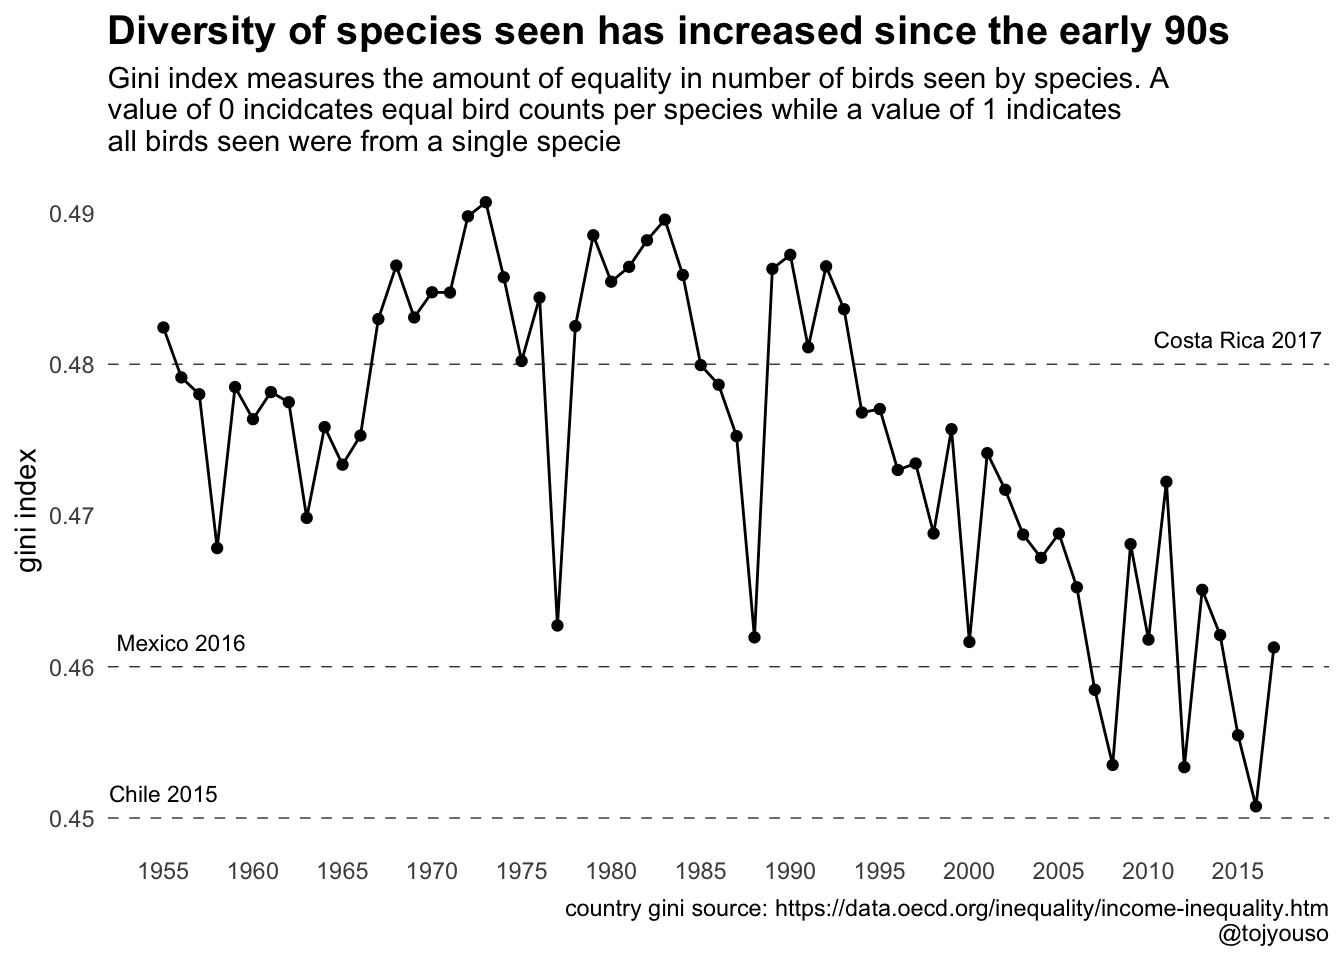 Diversity of species seen has increased since the early 90s
Gini index measures the amount of equality in number of birds seen by species. A
value of 0 incidcates equal bird counts per species while a value of 1 indicates
all birds seen were from a single specie
0.49
Costa Rica 2017
0.48
gini index
0.47
Mexico 2016
0.46
Chile 2015
0.45
1955 1960 1965 1970 1975 1980 1985 1990 1995 2000 2005 2010 2015
country gini source: https://data.oecd.org/inequality/income-inequality.htm
@tojyouso